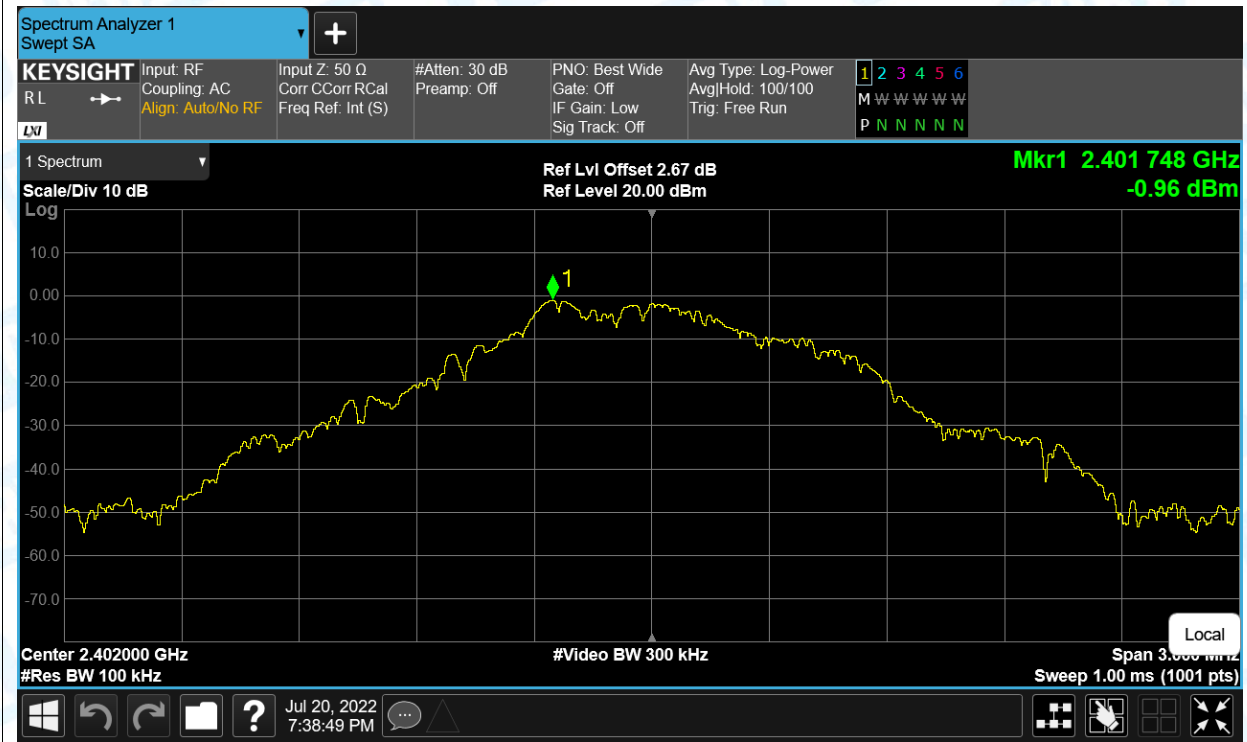 Spectrum Analyzer 1
Swept SA
KEYSIGHT
R L
LXI
Input: RF
Coupling: AC
Align: Auto/No RF
Input Z: 50 Ω
Corr CCorr RCal
Freq Ref: Int (S)
#Atten: 30 dB
Preamp: Off
PNO: Best Wide
Gate: Off
IF Gain: Low
Sig Track: Off
Avg Type: Log-Power
Avg|Hold: 100/100
Trig: Free Run
1 2 3 4 5 6
M W W W W W
P N N N N N
1 Spectrum
Scale/Div 10 dB
Ref Lvl Offset 2.67 dB
Ref Level 20.00 dBm
Mkr1 2.401 748 GHz
-0.96 dBm
Log
10.0
0.00
-10.0
-20.0
-30.0
-40.0
-50.0
-60.0
-70.0
1
Local
Center 2.402000 GHz
#Video BW 300 kHz
Span
#Res BW 100 kHz
Sweep 1.00 ms (1001 pts)
?
Jul 20, 2022
7:38:49 PM